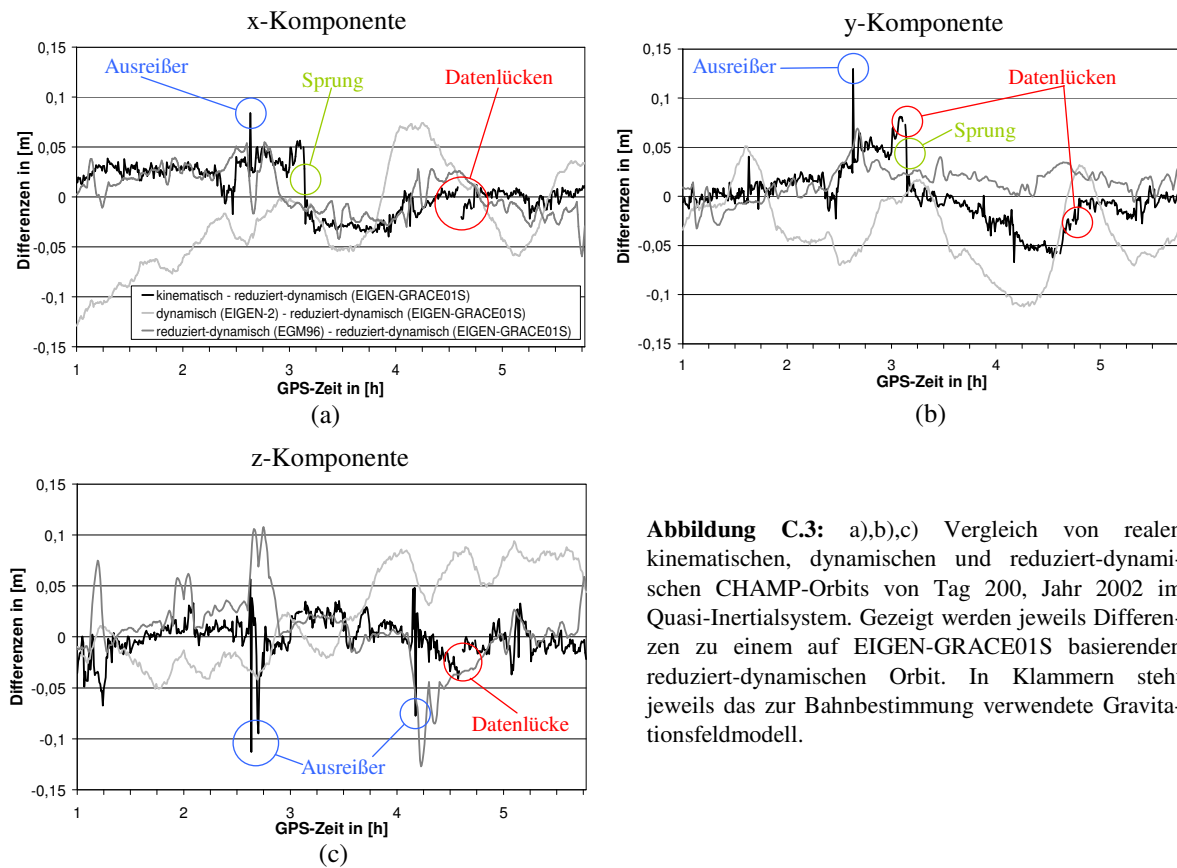 x-Komponente
0,15
0,1
0,05
0
-0,05
-0,1
-0,15
Differenzen in [m]
Ausreißer
Sprung
Datenlücken
kinematisch - reduziert-dynamisch (EIGEN-GRACE01S)
dynamisch (EIGEN-2) - reduziert-dynamisch (EIGEN-GRACE01S)
reduziert-dynamisch (EGM96) - reduziert-dynamisch (EIGEN-GRACE01S)
1 2 3 4 5
GPS-Zeit in [h]
(a)
y-Komponente
0,15
0,1
0,05
0
-0,05
-0,1
-0,15
Differenzen in [m]
Ausreißer
Datenlücken
Sprung
1 2 3 4 5
GPS-Zeit in [h]
(b)
z-Komponente
0,15
0,1
0,05
0
-0,05
-0,1
-0,15
Differenzen in [m]
Datenlücke
Ausreißer
1 2 3 4 5
GPS-Zeit in [h]
(c)
Abbildung C.3: a),b),c) Vergleich von realen
kinematischen, dynamischen und reduziert-dynami-
schen CHAMP-Orbits von Tag 200, Jahr 2002 im
Quasi-Inertialsystem. Gezeigt werden jeweils Differen-
zen zu einem auf EIGEN-GRACE01S basierenden
reduziert-dynamischen Orbit. In Klammern steht
jeweils das zur Bahnbestimmung verwendete Gravita-
tionsfeldmodell.